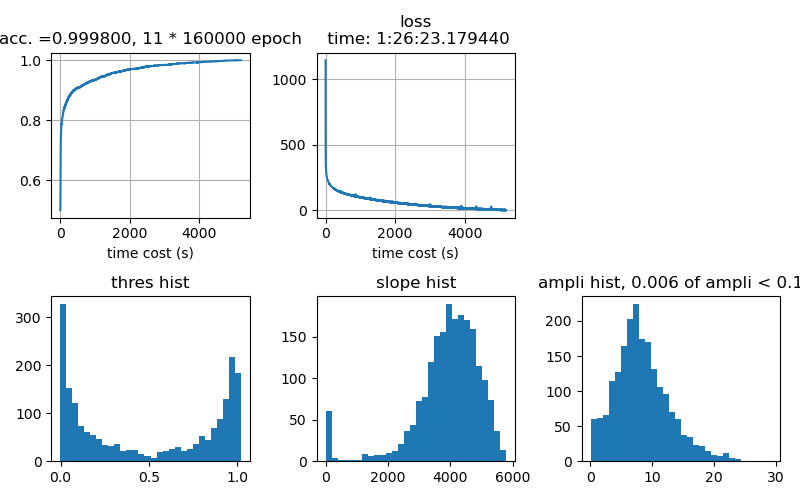 acc. =0.999800, 11 * 160000 epoch
1.0
0.8
0.6
0 2000 4000
time cost (s)
loss
time: 1:26:23.179440
1000
500
0
0 2000 4000
time cost (s)
thres hist
300
200
100
0
0.0 0.5 1.0
slope hist
150
100
50
0
0 2000 4000 6000
ampli hist, 0.006 of ampli < 0.1
200
150
100
50
0
0 10 20 30